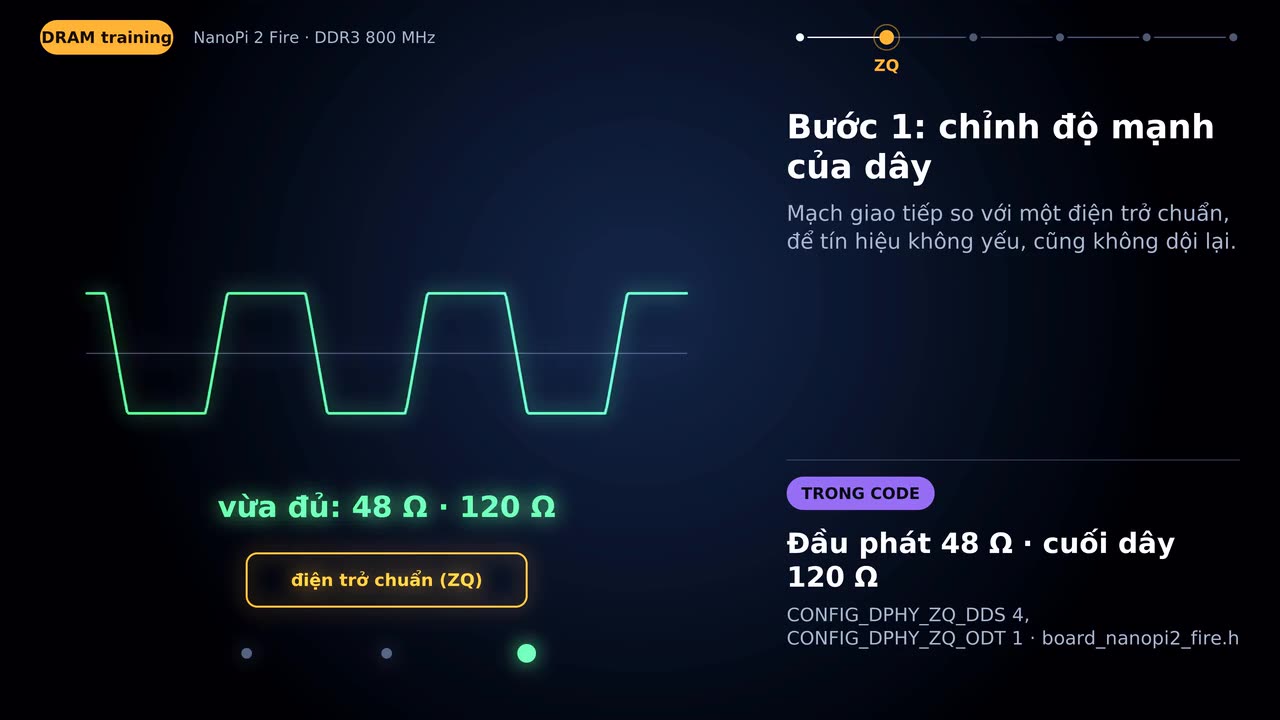 DRAM training
NanoPi 2 Fire · DDR3 800 MHz
ZQ
Bước 1: chỉnh độ mạnh
của dây
Mạch giao tiếp so với một điện trở chuẩn,
để tín hiệu không yếu, cũng không dội lại.
vừa đủ: 48 Ω · 120 Ω
điện trở chuẩn (ZQ)
TRONG CODE
Đầu phát 48 Ω · cuối dây
120 Ω
CONFIG_DPHY_ZQ_DDS 4,
CONFIG_DPHY_ZQ_ODT 1 · board_nanopi2_fire.h